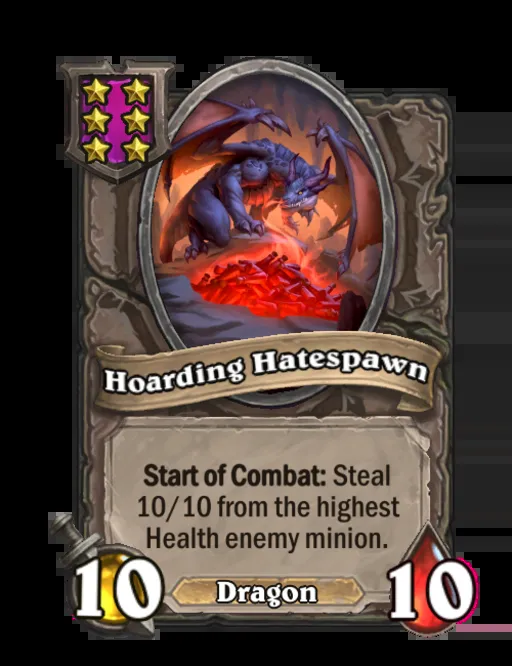 Hoarding Hatespawn
Start of Combat: Steal
10/10 from the highest
Health enemy minion.
10
Dragon
10